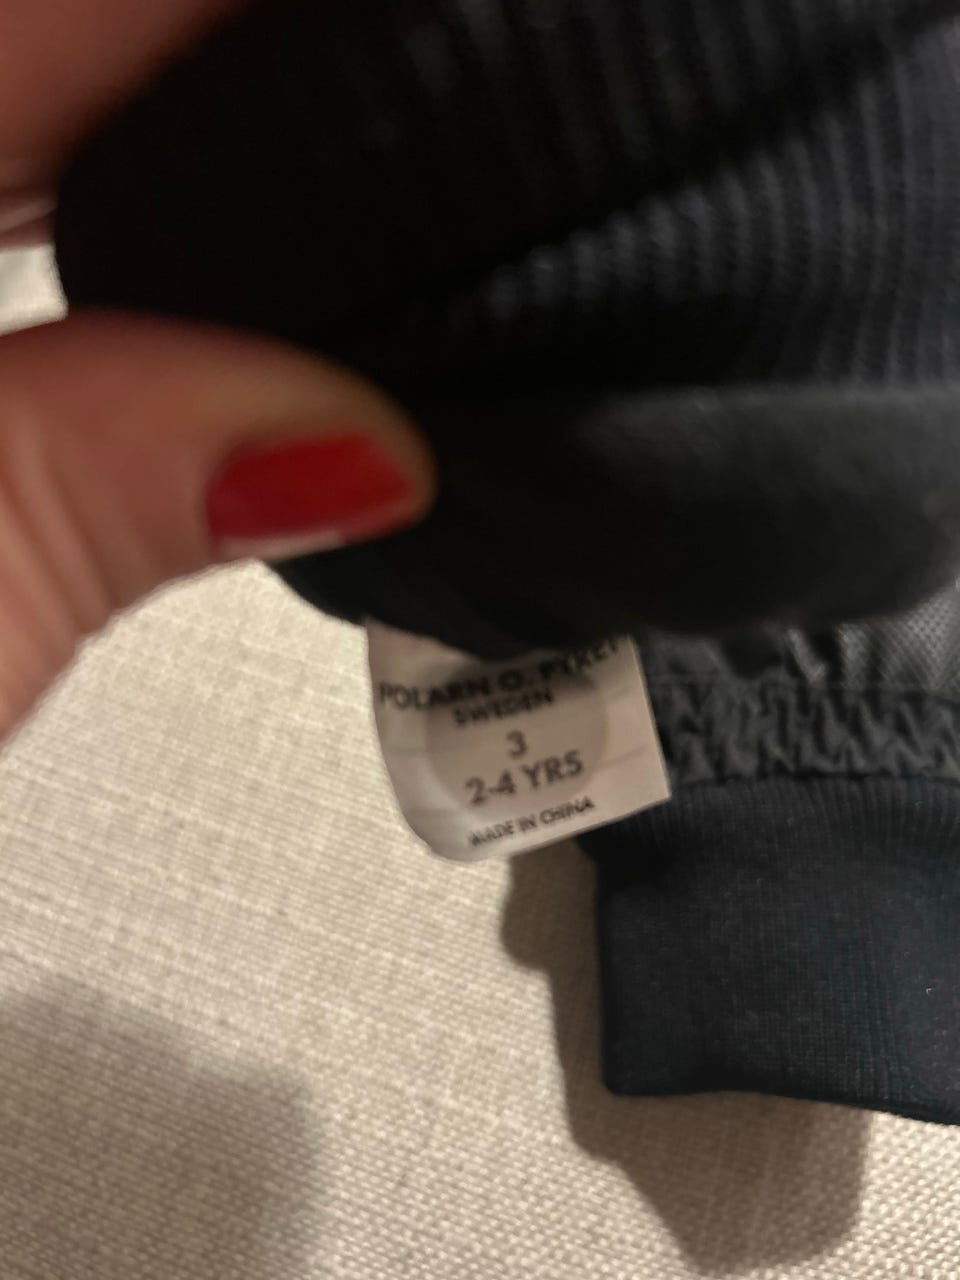 POLARN O. PYRET
SWEDEN
3
2-4 YRS
MADE IN CHINA